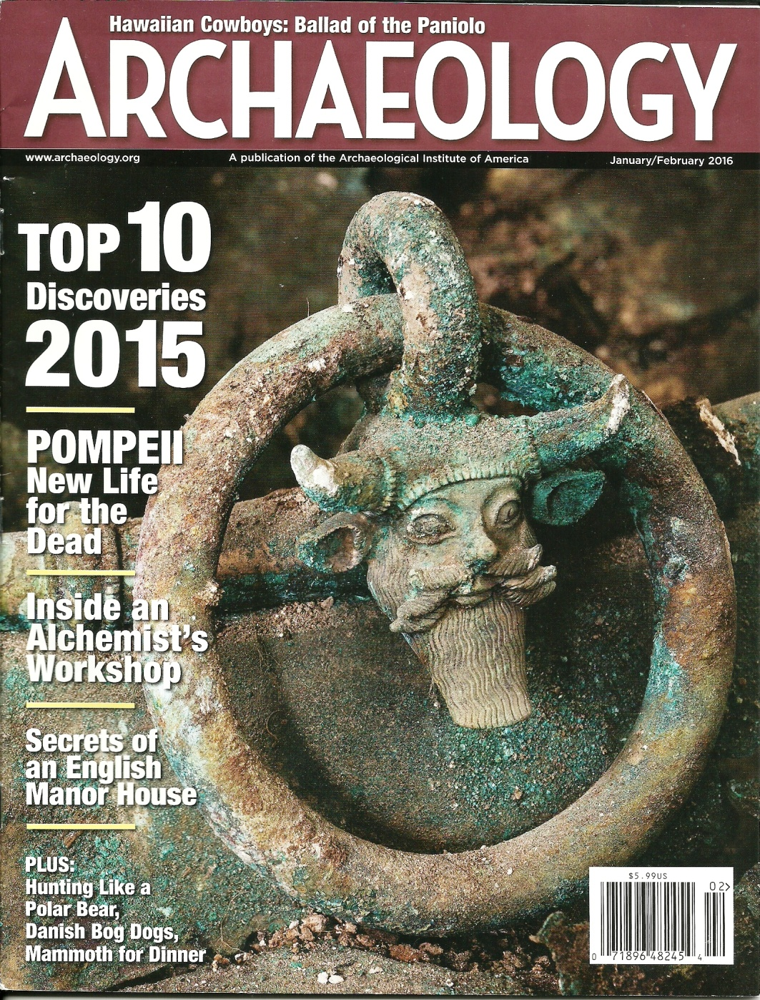 Hawaiian Cowboys: Ballad of the Paniolo
ARCHAEOLOGY
www.archaeology.org
A publication of the Archaeological Institute of America
January/February 2016
TOP 10
Discoveries
2015
POMPEII
New Life
for the
Dead
Inside an
Alchemist's
Workshop
Secrets of
an English
Manor House
PLUS:
Hunting Like a
Polar Bear,
Danish Bog Dogs,
Mammoth for Dinner
$5.99US
02>
0 71896 48245 4